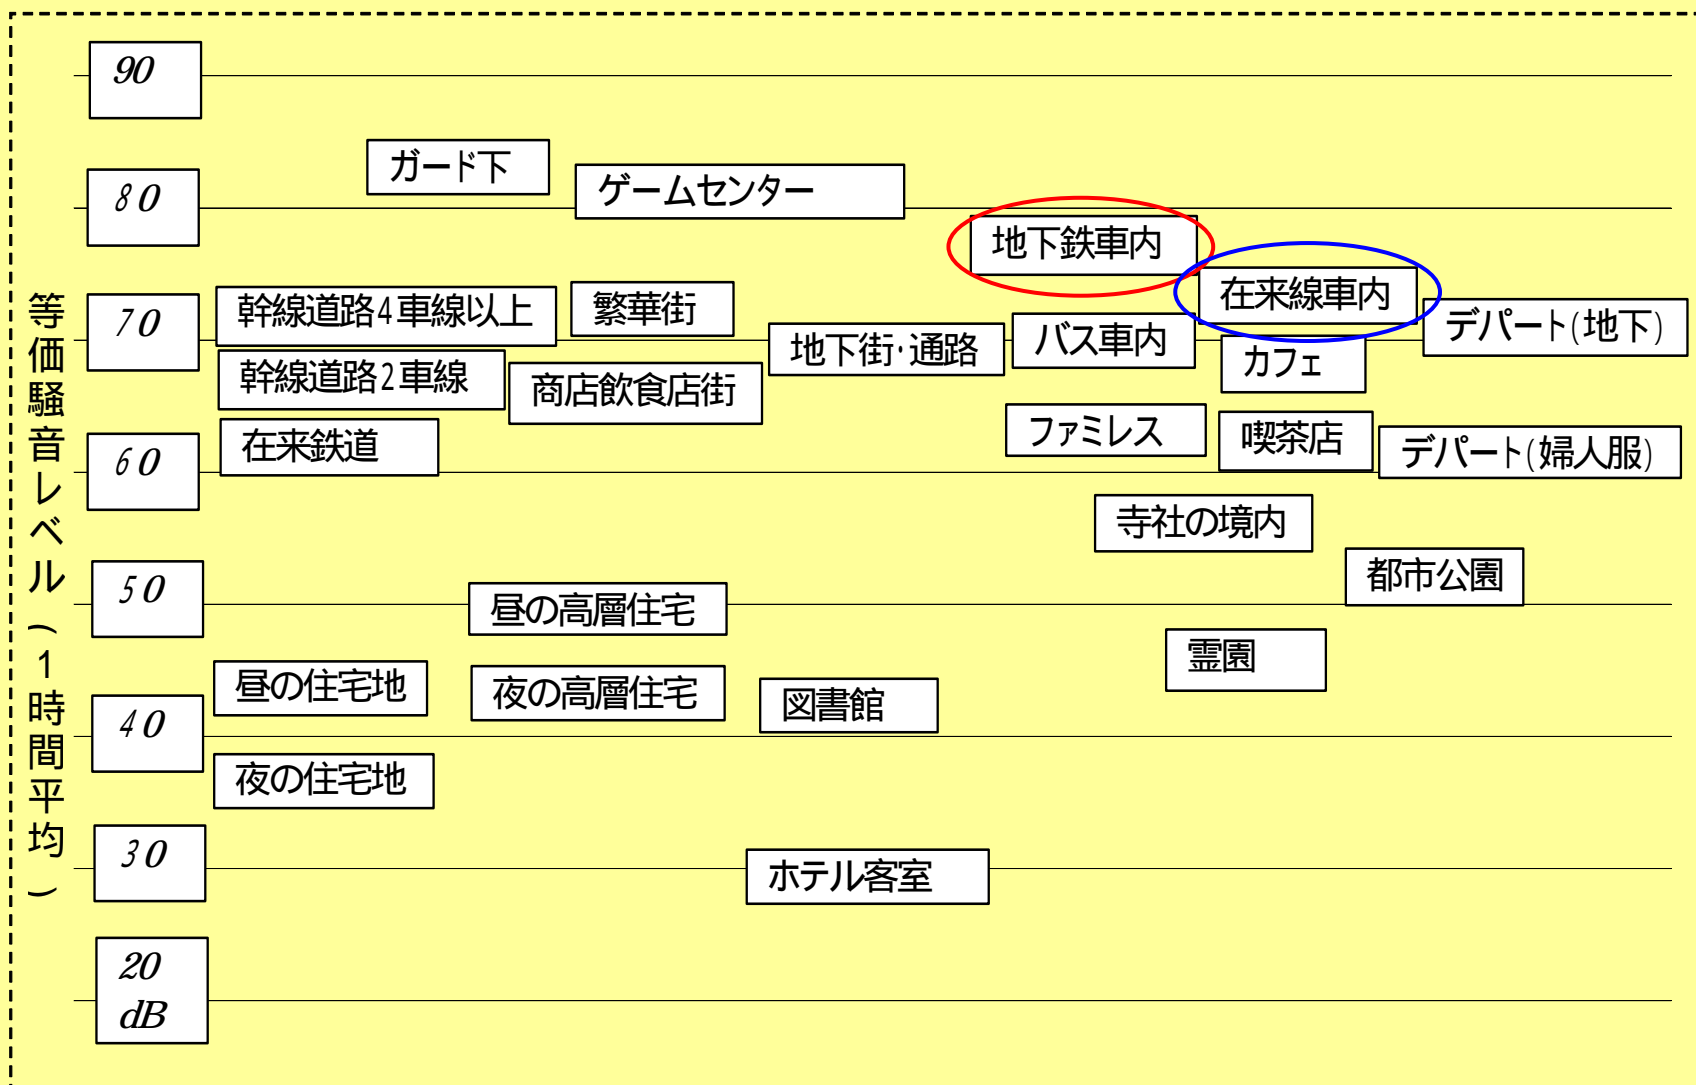 90
ガード下
ゲームセンター
80
地下鉄車内
在来線車内
幹線道路4車線以上
繁華街
デパート(地下)
70
地下街・通路
バス車内
カフェ
幹線道路2車線
商店飲食店街
ファミレス
喫茶店
在来鉄道
デパート(婦人服)
60
寺社の境内
都市公園
50
昼の高層住宅
霊園
昼の住宅地
夜の高層住宅
図書館
40
夜の住宅地
30
ホテル客室
20
dB
等価騒音レベル(1時間平均)